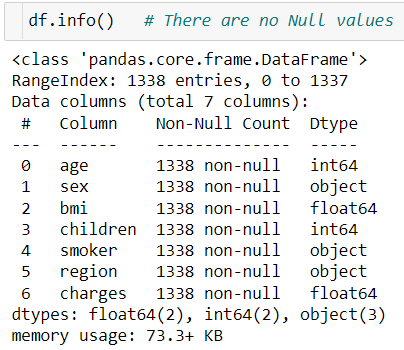 df.info()   # There are no Null values
<class 'pandas.core.frame.DataFrame'>
RangeIndex: 1338 entries, 0 to 1337
Data columns (total 7 columns):
 #   Column    Non-Null Count  Dtype
---  ------    --------------  -----
 0   age       1338 non-null   int64
 1   sex       1338 non-null   object
 2   bmi       1338 non-null   float64
 3   children  1338 non-null   int64
 4   smoker    1338 non-null   object
 5   region    1338 non-null   object
 6   charges   1338 non-null   float64
dtypes: float64(2), int64(2), object(3)
memory usage: 73.3+ KB